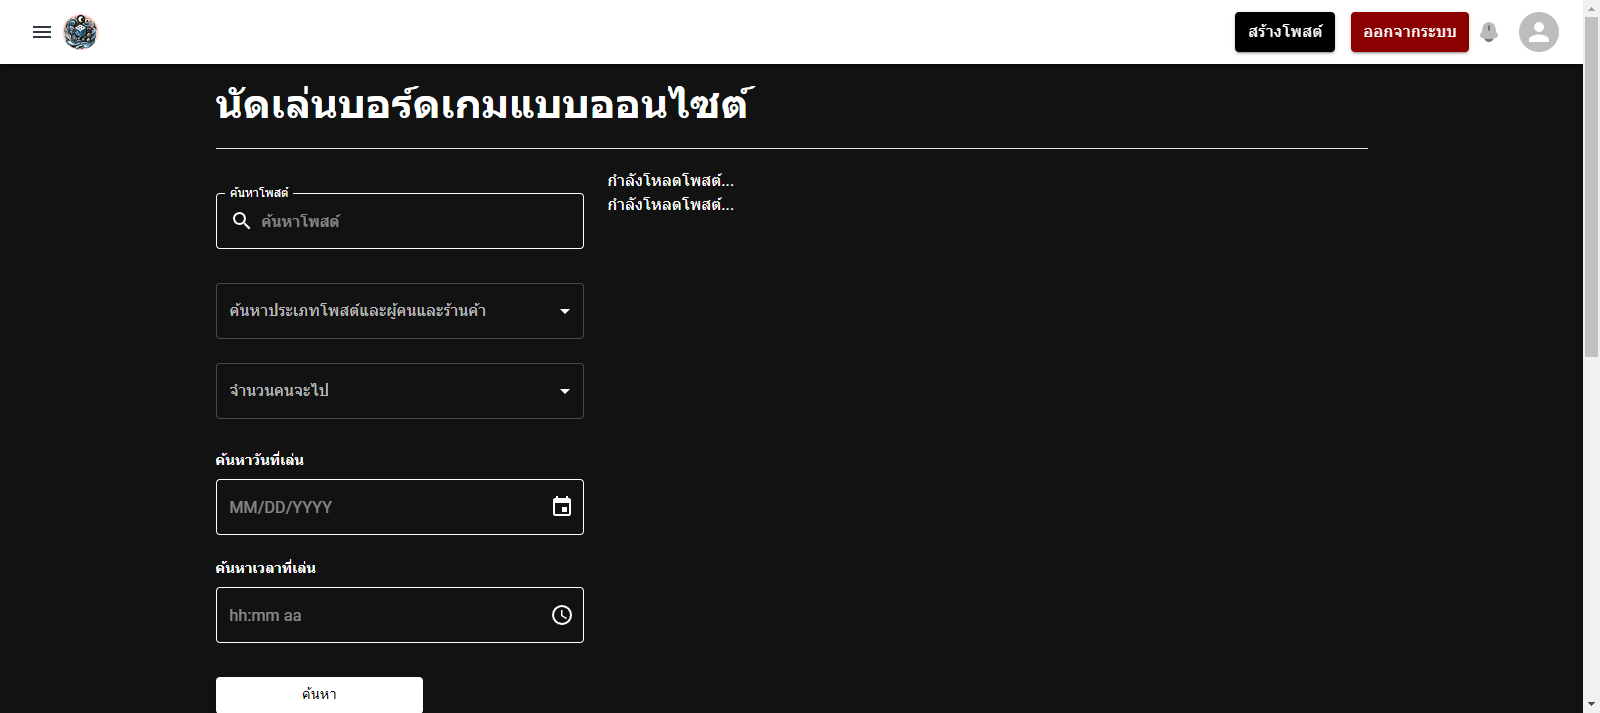 สร้างโพสต์
ออกจากระบบ
นัดเล่นบอร์ดเกมแบบออนไซต์
ค้นหาโพสต์
ค้นหาโพสต์
ค้นหาประเภทโพสต์และผู้คนและร้านค้า
จำนวนคนจะไป
ค้นหาวันที่เล่น
MM/DD/YYYY
ค้นหาเวลาที่เล่น
hh:mm aa
ค้นหา
กำลังโหลดโพสต์...
กำลังโหลดโพสต์...